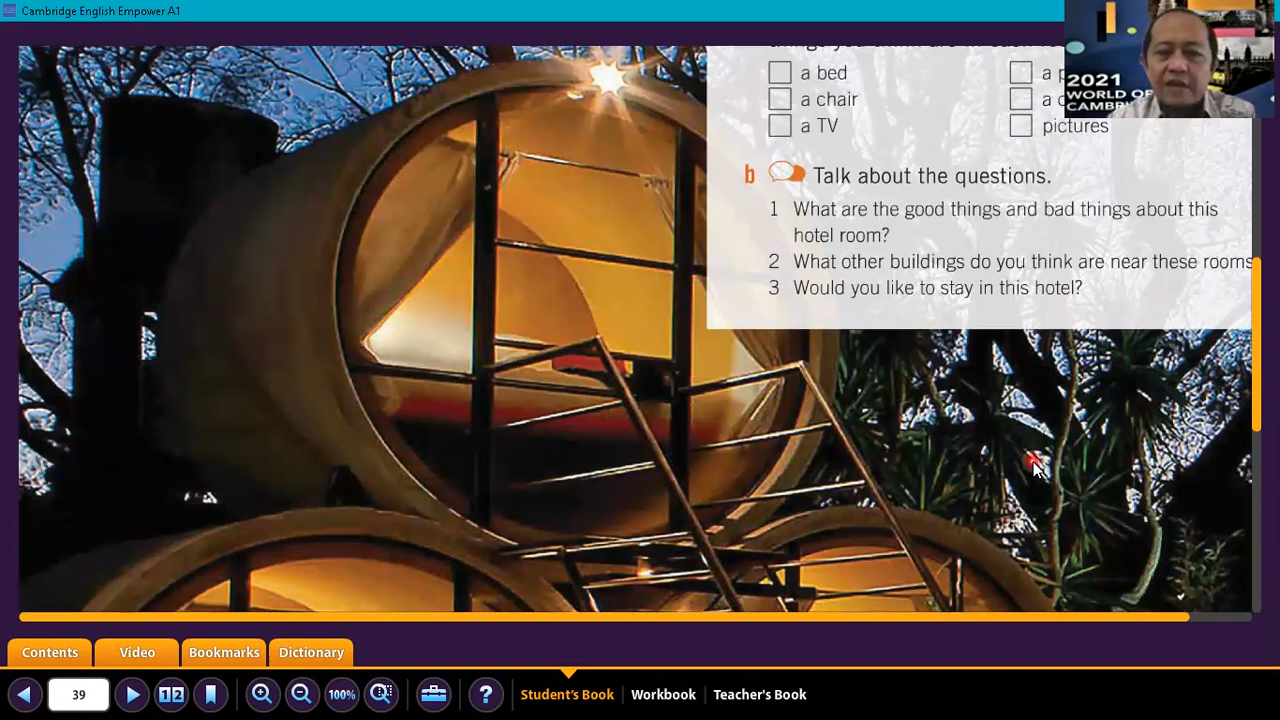 Cambridge English Empower A1
a bed
a chair
a TV
pictures
2021
WORLD OF
b Talk about the questions.
1 What are the good things and bad things about this
hotel room?
2 What other buildings do you think are near these rooms
3 Would you like to stay in this hotel?
Contents Video Bookmarks Dictionary
39 1 2 100% ? Student's Book Workbook Teacher's Book